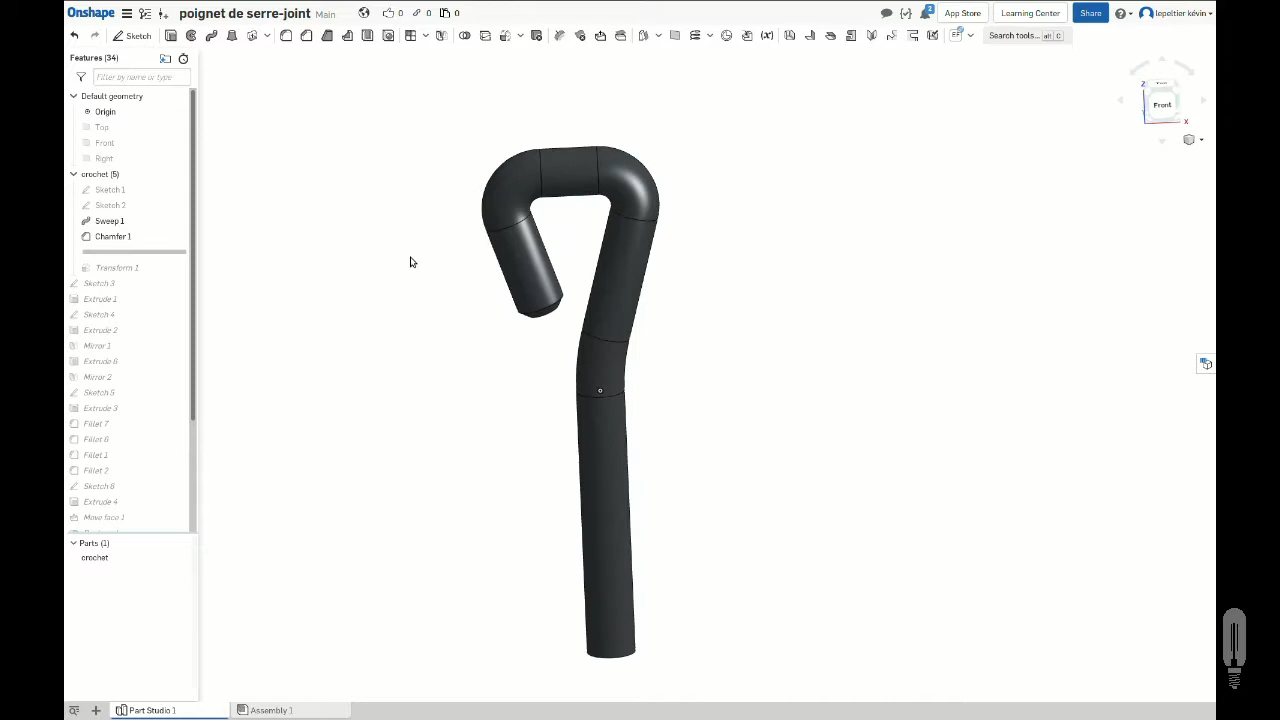 Onshape poignet de serre-joint Main 0 0 0 2 App Store Learning Center Share lepeltier kévin
Sketch Search tools... alt C
Features (34)
Filter by name or type
Default geometry
Origin
Top
Front
Right
crochet (5)
Sketch 1
Sketch 2
Sweep 1
Chamfer 1
Transform 1
Sketch 3
Extrude 1
Sketch 4
Extrude 2
Mirror 1
Extrude 6
Mirror 2
Sketch 5
Extrude 3
Fillet 7
Fillet 6
Fillet 1
Fillet 2
Sketch 8
Extrude 4
Move face 1
Parts (1)
crochet
Z
Front
X
Part Studio 1 Assembly 1